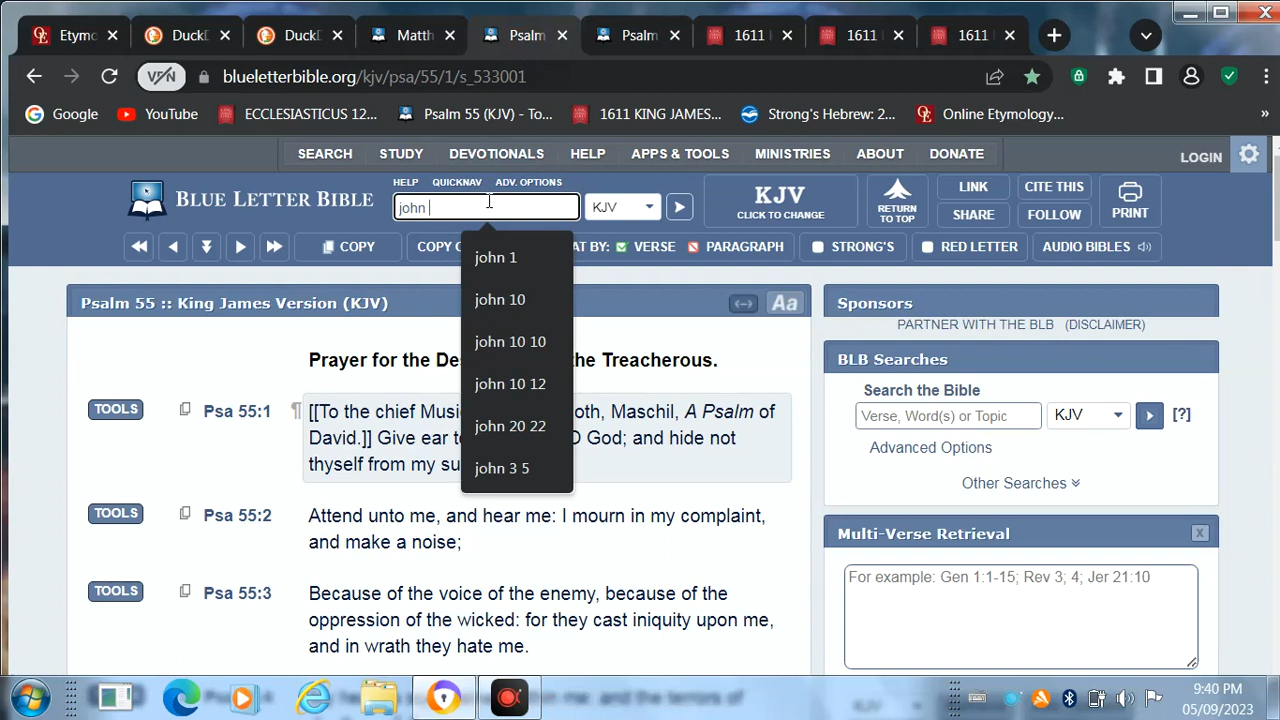 Etymo
DuckD
DuckD
Matth
Psalm
Psalm
1611
1611
1611
VPN
blueletterbible.org/kjv/psa/55/1/s_533001
Google
YouTube
ECCLESIASTICUS 12...
Psalm 55 (KJV) - To...
1611 KING JAMES...
Strong's Hebrew: 2...
Online Etymology...
SEARCH
STUDY
DEVOTIONALS
HELP
APPS & TOOLS
MINISTRIES
ABOUT
DONATE
LOGIN
BLUE LETTER BIBLE
HELP
QUICKNAV
ADV. OPTIONS
john
KJV
KJV
CLICK TO CHANGE
RETURN
TO TOP
LINK
CITE THIS
SHARE
FOLLOW
PRINT
COPY
COPY
AT BY:
VERSE
PARAGRAPH
STRONG'S
RED LETTER
AUDIO BIBLES
john 1
john 10
john 10 10
john 10 12
john 20 22
john 3 5
Psalm 55 :: King James Version (KJV)
Aa
Prayer for the Des the Treacherous.
TOOLS
Psa 55:1
¶
[[To the chief Musi oth, Maschil, A Psalm of
David.]] Give ear to O God; and hide not
thyself from my su
TOOLS
Psa 55:2
Attend unto me, and hear me: I mourn in my complaint,
and make a noise;
TOOLS
Psa 55:3
Because of the voice of the enemy, because of the
oppression of the wicked: for they cast iniquity upon me,
and in wrath they hate me.
Sponsors
PARTNER WITH THE BLB (DISCLAIMER)
BLB Searches
Search the Bible
Verse, Word(s) or Topic
KJV
[?]
Advanced Options
Other Searches
Multi-Verse Retrieval
X
For example: Gen 1:1-15; Rev 3; 4; Jer 21:10
9:40 PM
05/09/2023